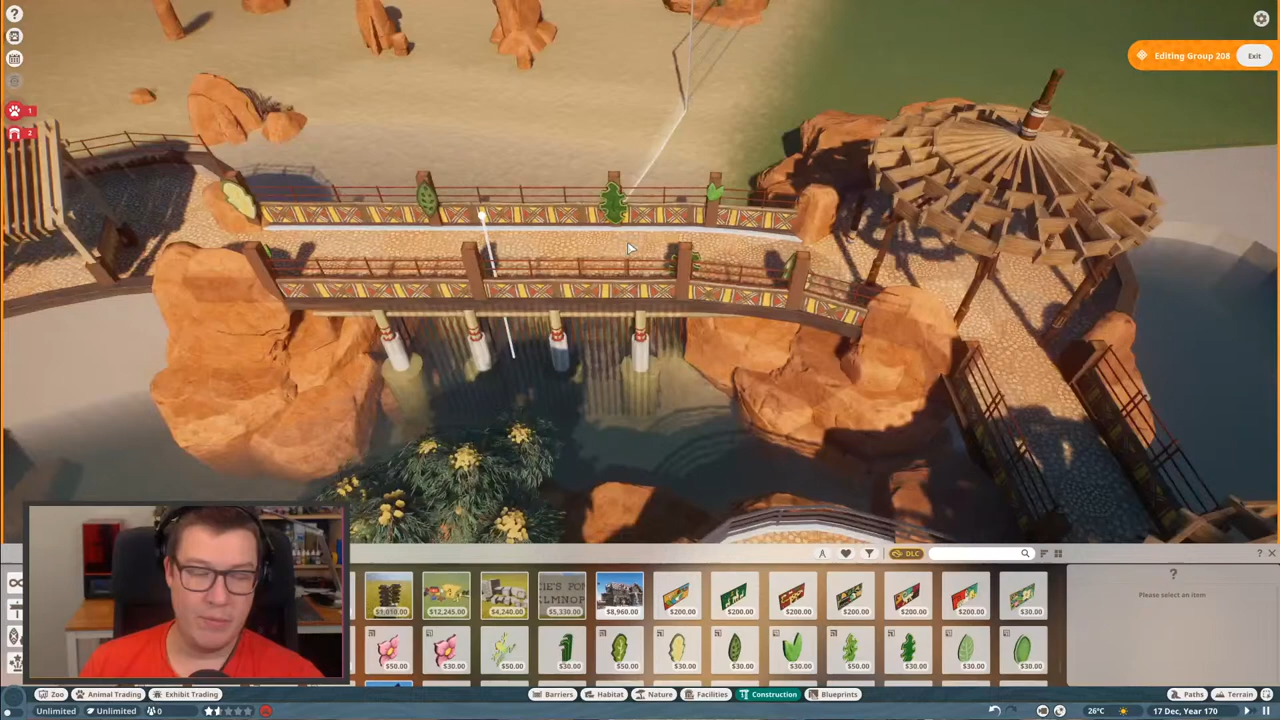 ?
Editing Group 208
Exit
1
2
A
DLC
?
$9,010.00
$12,245.00
$4,240.00
$5,330.00
$8,960.00
$200.00
$200.00
$200.00
$200.00
$200.00
$200.00
$30.00
?
Please select an item
$50.00
$30.00
$50.00
$30.00
$50.00
$30.00
$30.00
$30.00
$50.00
$30.00
$30.00
$30.00
Zoo
Animal Trading
Exhibit Trading
Barriers
Habitat
Nature
Facilities
Construction
Blueprints
Paths
Terrain
Unlimited
Unlimited
0
26°C
17 Dec, Year 170